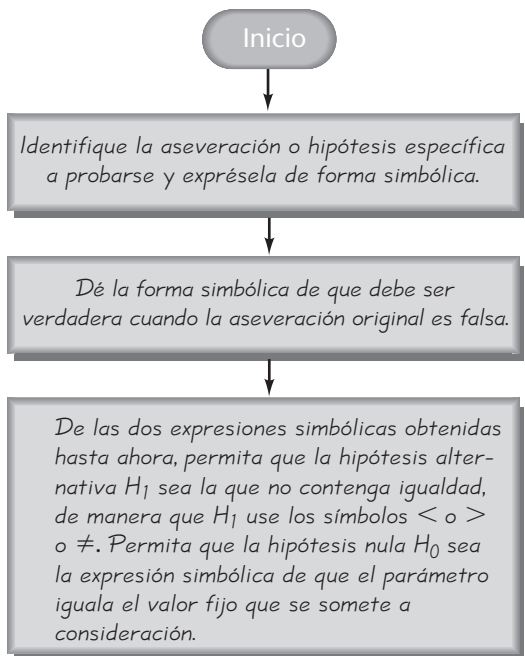 Inicio
Identifique la aseveración o hipótesis específica
a probarse y exprésela de forma simbólica.
Dé la forma simbólica de que debe ser
verdadera cuando la aseveración original es falsa.
De las dos expresiones simbólicas obtenidas
hasta ahora, permita que la hipótesis alter-
nativa H₁ sea la que no contenga igualdad,
de manera que H₁ use los símbolos < o >
o ≠. Permita que la hipótesis nula H₀ sea
la expresión simbólica de que el parámetro
iguala el valor fijo que se somete a
consideración.